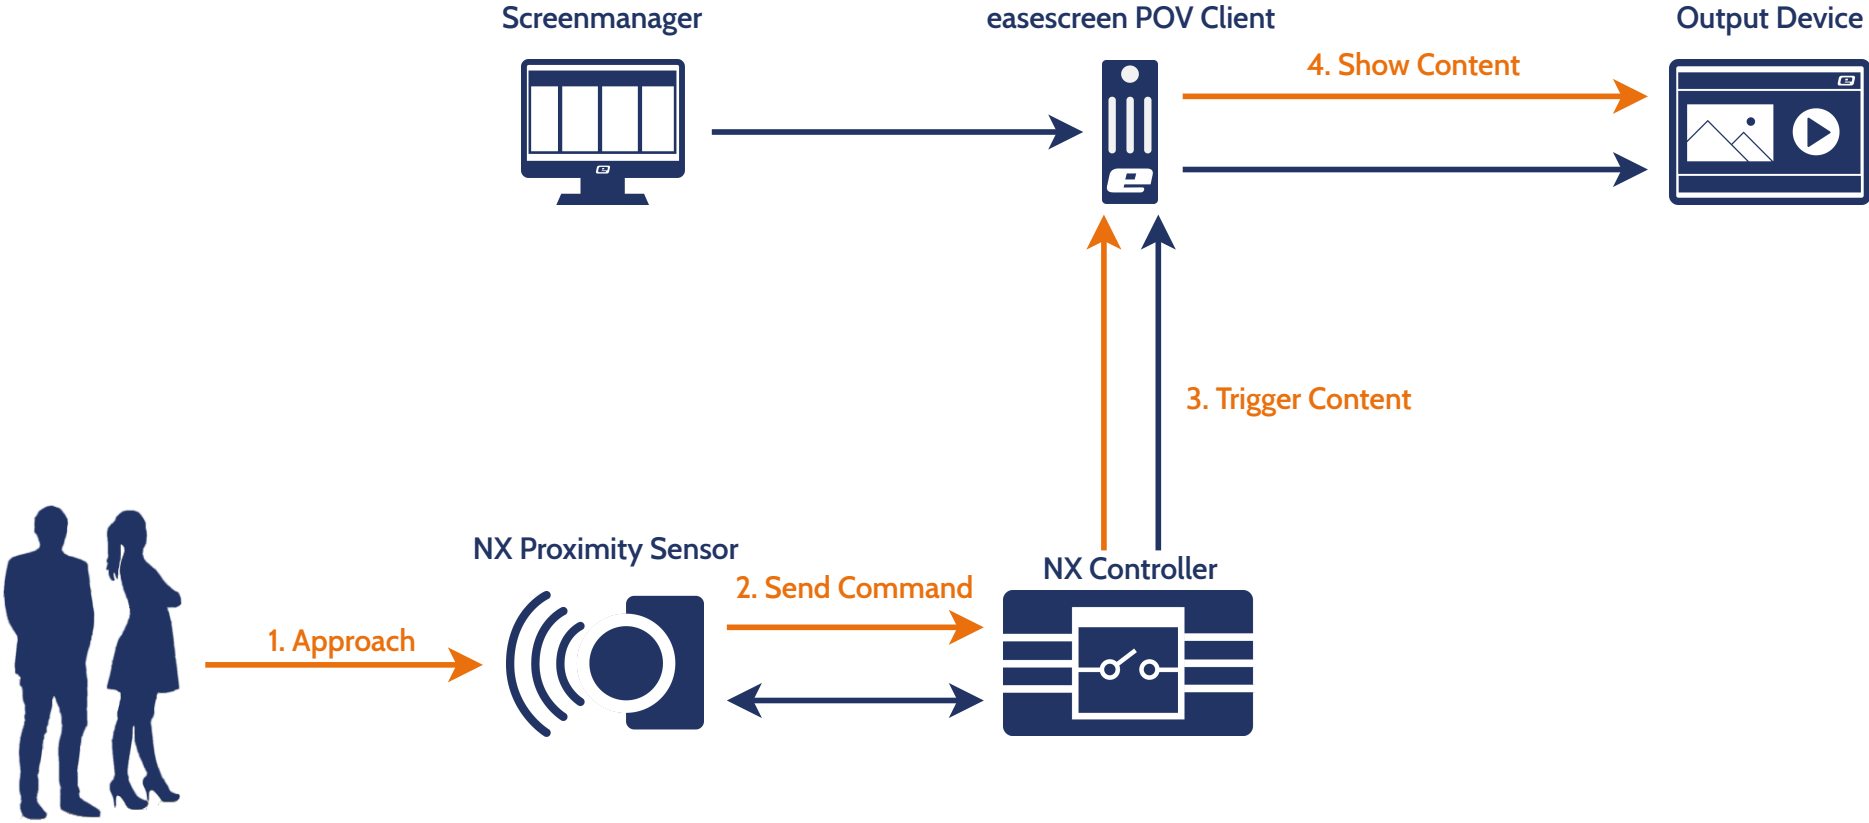 Screenmanager
easescreen POV Client
Output Device
4. Show Content
3. Trigger Content
NX Proximity Sensor
NX Controller
2. Send Command
1. Approach